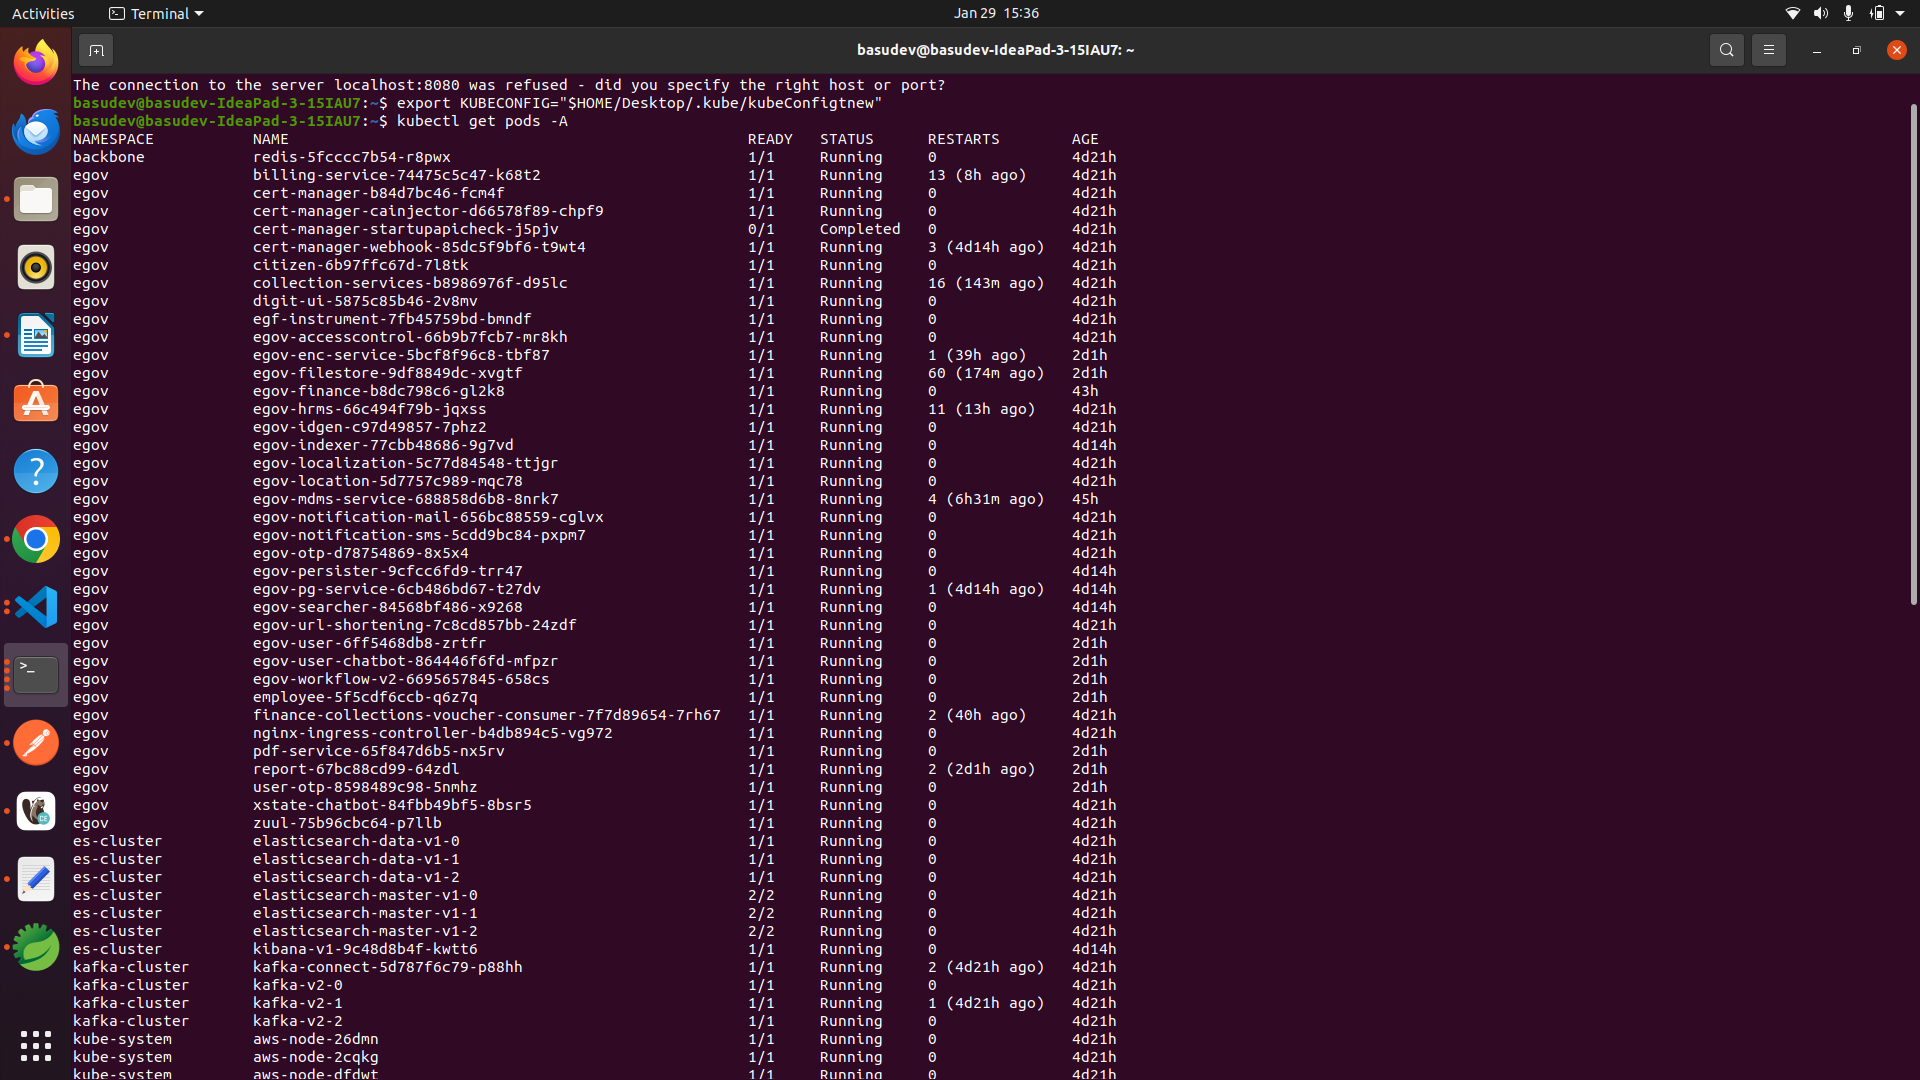 Activities Terminal Jan 29 15:36
basudev@basudev-IdeaPad-3-15IAU7: ~
The connection to the server localhost:8080 was refused - did you specify the right host or port?
basudev@basudev-IdeaPad-3-15IAU7:~$ export KUBECONFIG="$HOME/Desktop/.kube/kubeConfigtnew"
basudev@basudev-IdeaPad-3-15IAU7:~$ kubectl get pods -A
NAMESPACE NAME READY STATUS RESTARTS AGE
backbone redis-5fcccc7b54-r8pwx 1/1 Running 0 4d21h
egov billing-service-74475c5c47-k68t2 1/1 Running 13 (8h ago) 4d21h
egov cert-manager-b84d7bc46-fcm4f 1/1 Running 0 4d21h
egov cert-manager-cainjector-d66578f89-chpf9 1/1 Running 0 4d21h
egov cert-manager-startupapicheck-j5pjv 0/1 Completed 0 4d21h
egov cert-manager-webhook-85dc5f9bf6-t9wt4 1/1 Running 3 (4d14h ago) 4d21h
egov citizen-6b97ffc67d-7l8tk 1/1 Running 0 4d21h
egov collection-services-b8986976f-d95lc 1/1 Running 16 (143m ago) 4d21h
egov digit-ui-5875c85b46-2v8mv 1/1 Running 0 4d21h
egov egf-instrument-7fb45759bd-bmndf 1/1 Running 0 4d21h
egov egov-accesscontrol-66b9b7fcb7-mr8kh 1/1 Running 0 4d21h
egov egov-enc-service-5bcf8f96c8-tbf87 1/1 Running 1 (39h ago) 2d1h
egov egov-filestore-9df8849dc-xvgtf 1/1 Running 60 (174m ago) 2d1h
egov egov-finance-b8dc798c6-gl2k8 1/1 Running 0 43h
egov egov-hrms-66c494f79b-jqxss 1/1 Running 11 (13h ago) 4d21h
egov egov-idgen-c97d49857-7phz2 1/1 Running 0 4d21h
egov egov-indexer-77cbb48686-9g7vd 1/1 Running 0 4d14h
egov egov-localization-5c77d84548-ttjgr 1/1 Running 0 4d21h
egov egov-location-5d7757c989-mqc78 1/1 Running 0 4d21h
egov egov-mdms-service-688858d6b8-8nrk7 1/1 Running 4 (6h31m ago) 45h
egov egov-notification-mail-656bc88559-cglvx 1/1 Running 0 4d21h
egov egov-notification-sms-5cdd9bc84-pxpm7 1/1 Running 0 4d21h
egov egov-otp-d78754869-8x5x4 1/1 Running 0 4d21h
egov egov-persister-9cfcc6fd9-trr47 1/1 Running 0 4d14h
egov egov-pg-service-6cb486bd67-t27dv 1/1 Running 1 (4d14h ago) 4d14h
egov egov-searcher-84568bf486-x9268 1/1 Running 0 4d14h
egov egov-url-shortening-7c8cd857bb-24zdf 1/1 Running 0 4d21h
egov egov-user-6ff5468db8-zrtfr 1/1 Running 0 2d1h
egov egov-user-chatbot-864446f6fd-mfpzr 1/1 Running 0 2d1h
egov egov-workflow-v2-6695657845-658cs 1/1 Running 0 2d1h
egov employee-5f5cdf6ccb-q6z7q 1/1 Running 0 2d1h
egov finance-collections-voucher-consumer-7f7d89654-7rh67 1/1 Running 2 (40h ago) 4d21h
egov nginx-ingress-controller-b4db894c5-vg972 1/1 Running 0 4d21h
egov pdf-service-65f847d6b5-nx5rv 1/1 Running 0 2d1h
egov report-67bc88cd99-64zdl 1/1 Running 2 (2d1h ago) 2d1h
egov user-otp-8598489c98-5nmhz 1/1 Running 0 2d1h
egov xstate-chatbot-84fbb49bf5-8bsr5 1/1 Running 0 4d21h
egov zuul-75b96cbc64-p7llb 1/1 Running 0 4d21h
es-cluster elasticsearch-data-v1-0 1/1 Running 0 4d21h
es-cluster elasticsearch-data-v1-1 1/1 Running 0 4d21h
es-cluster elasticsearch-data-v1-2 1/1 Running 0 4d21h
es-cluster elasticsearch-master-v1-0 2/2 Running 0 4d21h
es-cluster elasticsearch-master-v1-1 2/2 Running 0 4d21h
es-cluster elasticsearch-master-v1-2 2/2 Running 0 4d21h
es-cluster kibana-v1-9c48d8b4f-kwtt6 1/1 Running 0 4d14h
kafka-cluster kafka-connect-5d787f6c79-p88hh 1/1 Running 2 (4d21h ago) 4d21h
kafka-cluster kafka-v2-0 1/1 Running 0 4d21h
kafka-cluster kafka-v2-1 1/1 Running 1 (4d21h ago) 4d21h
kafka-cluster kafka-v2-2 1/1 Running 0 4d21h
kube-system aws-node-26dmn 1/1 Running 0 4d21h
kube-system aws-node-2cqkg 1/1 Running 0 4d21h
kube-system aws-node-dfdwt 1/1 Running 0 4d21h